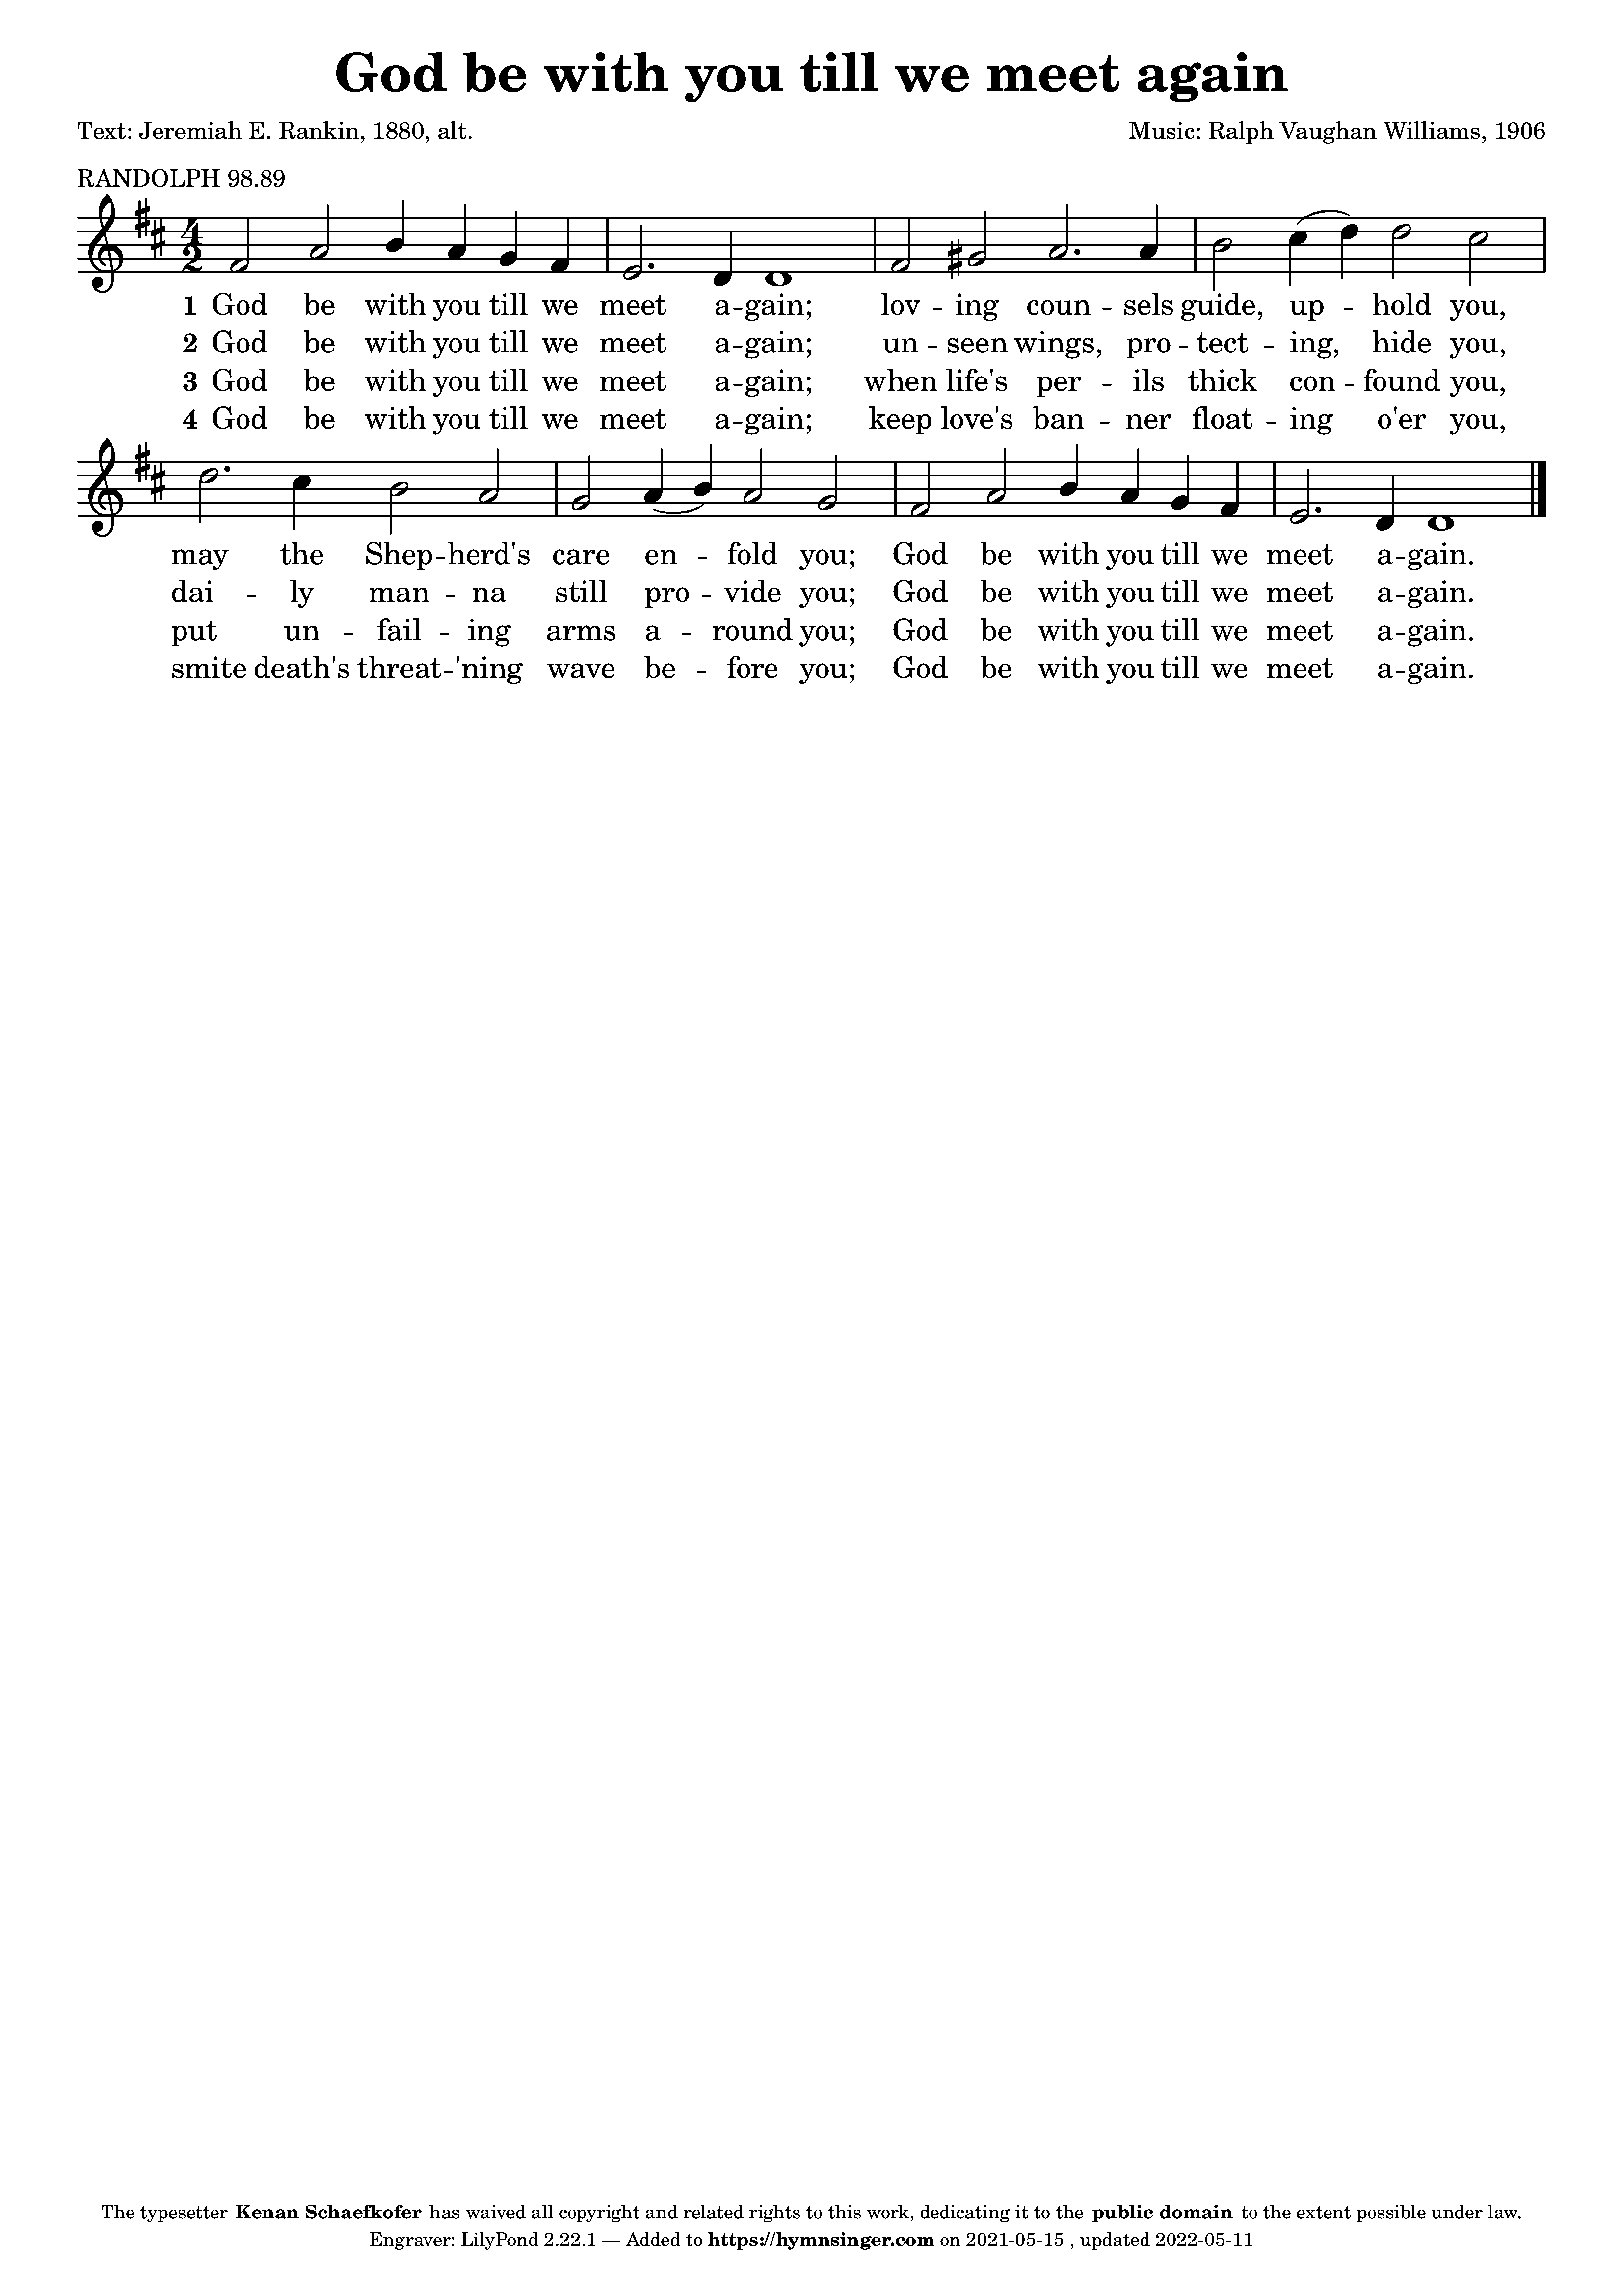 God be with you till we meet again
Text: Jeremiah E. Rankin, 1880, alt.
Music: Ralph Vaughan Williams, 1906
RANDOLPH 98.89
4
2
1 God be with you till we meet a -- gain; lov -- ing coun -- sels guide, up -- hold you,
2 God be with you till we meet a -- gain; un -- seen wings, pro -- tect -- ing, hide you,
3 God be with you till we meet a -- gain; when life's per -- ils thick con -- found you,
4 God be with you till we meet a -- gain; keep love's ban -- ner float -- ing o'er you,
may the Shep -- herd's care en -- fold you; God be with you till we meet a -- gain.
dai -- ly man -- na still pro -- vide you; God be with you till we meet a -- gain.
put un -- fail -- ing arms a -- round you; God be with you till we meet a -- gain.
smite death's threat -- 'ning wave be -- fore you; God be with you till we meet a -- gain.
The typesetter Kenan Schaefkofer has waived all copyright and related rights to this work, dedicating it to the public domain to the extent possible under law.
Engraver: LilyPond 2.22.1 — Added to https://hymnsinger.com on 2021-05-15 , updated 2022-05-11